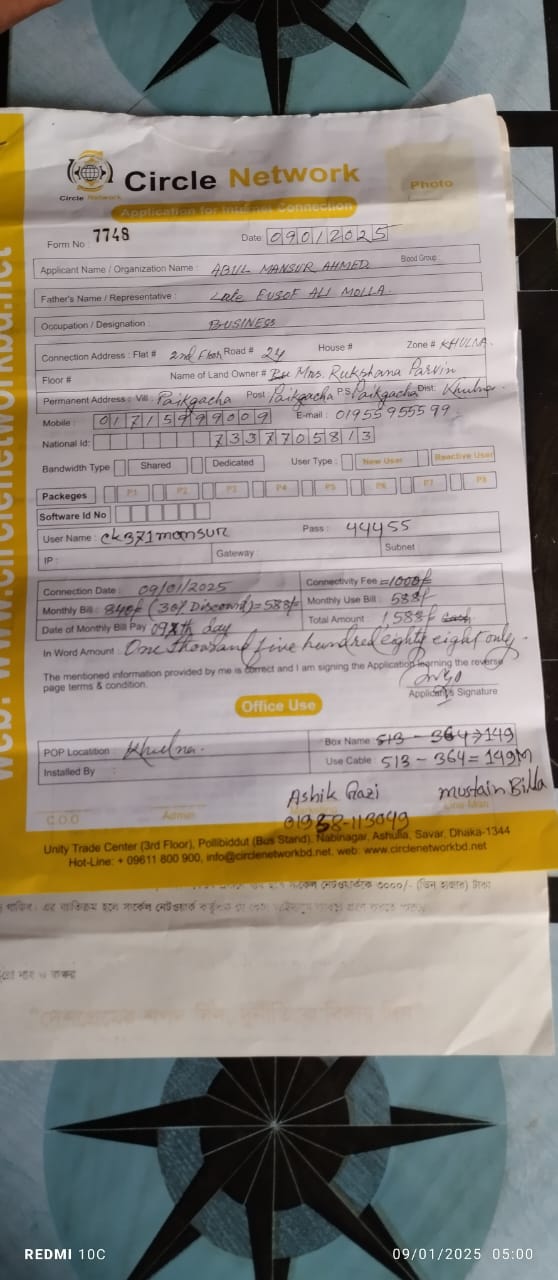 Circle Network
Circle Network
Photo
Application for Internet Connection
Form No : 7748
Date: 09012025
Applicant Name / Organization Name : ABUL MANSUR AHMED
Blood Group :
Father's Name / Representative : Late EUSOF ALI MOLLA
Occupation / Designation : BUSINESS
Connection Address : Flat # 2nd Floor Road # 24 House # Zone # KHULNA
Floor # Name of Land Owner # Mrs. Rukshana Parvin
Permanent Address : Vill : Paikgacha Post Paikgacha PS Paikgacha Dist: Khulna
Mobile : 01715999009 E-mail : 01955955599
National Id: 7337705813
Bandwidth Type Shared Dedicated User Type : New User Reactive User
Packeges P1 P2 P3 P4 P5 P6 P7 P8
Software Id No
User Name : ck371mansur Pass : 44455
IP : Gateway : Subnet :
Connection Date : 09/01/2025 Connectivity Fee =1000/-
Monthly Bill : 840/- (30% Discound)=588/- Monthly Use Bill : 588/-
Date of Monthly Bill Pay 09th day Total Amount : 1588/-
In Word Amount : One thousand five hundred eighty eight only.
The mentioned information provided by me is correct and I am signing the Application learning the reverse
page terms & condition.
Applicant's Signature
Office Use
POP Locatition : Khulna. Box Name 513 - 364→149
Installed By : Use Cable 513 - 364 = 149M
Ashik Gazi mustain Billa
C.O.O Admin Marketing Line Man
01958-113049
Unity Trade Center (3rd Floor), Pollibiddut (Bus Stand), Nabinagar, Ashulia, Savar, Dhaka-1344
Hot-Line: + 09611 800 900, info@circlenetworkbd.net, web: www.circlenetworkbd.net
web: www.circlenetworkbd.net
৩০০০/- (তিন হাজার) টাকা
REDMI 10C
09/01/2025 05:00